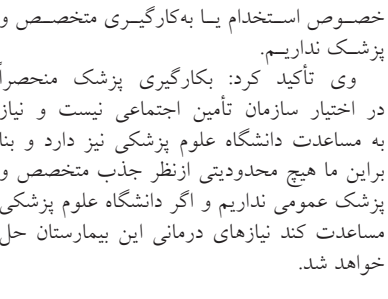 خصوص استخدام یا به‌کارگیری متخصص و
پزشک نداریم.
وی تأکید کرد: بکارگیری پزشک منحصراً
در اختیار سازمان تأمین اجتماعی نیست و نیاز
به مساعدت دانشگاه علوم پزشکی نیز دارد و بنا
براین ما هیچ محدودیتی ازنظر جذب متخصص و
پزشک عمومی نداریم و اگر دانشگاه علوم پزشکی
مساعدت کند نیازهای درمانی این بیمارستان حل
خواهد شد.